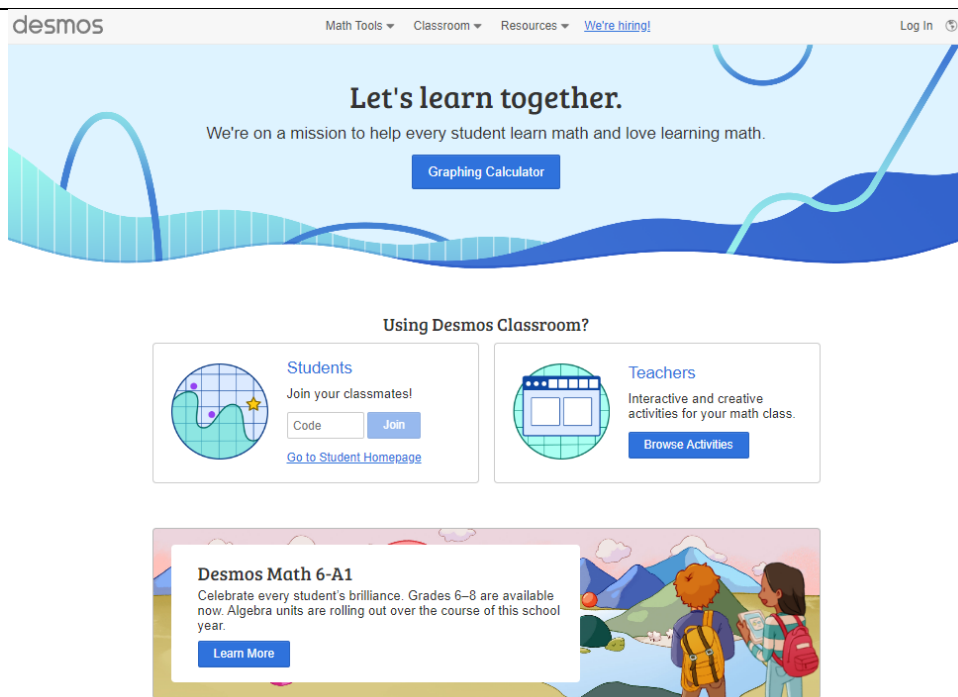 desmos Math Tools Classroom Resources We're hiring! Log In
Let's learn together.
We're on a mission to help every student learn math and love learning math.
Graphing Calculator
Using Desmos Classroom?
Students
Join your classmates!
Code Join
Go to Student Homepage
Teachers
Interactive and creative
activities for your math class.
Browse Activities
Desmos Math 6-A1
Celebrate every student's brilliance. Grades 6–8 are available
now. Algebra units are rolling out over the course of this school
year.
Learn More